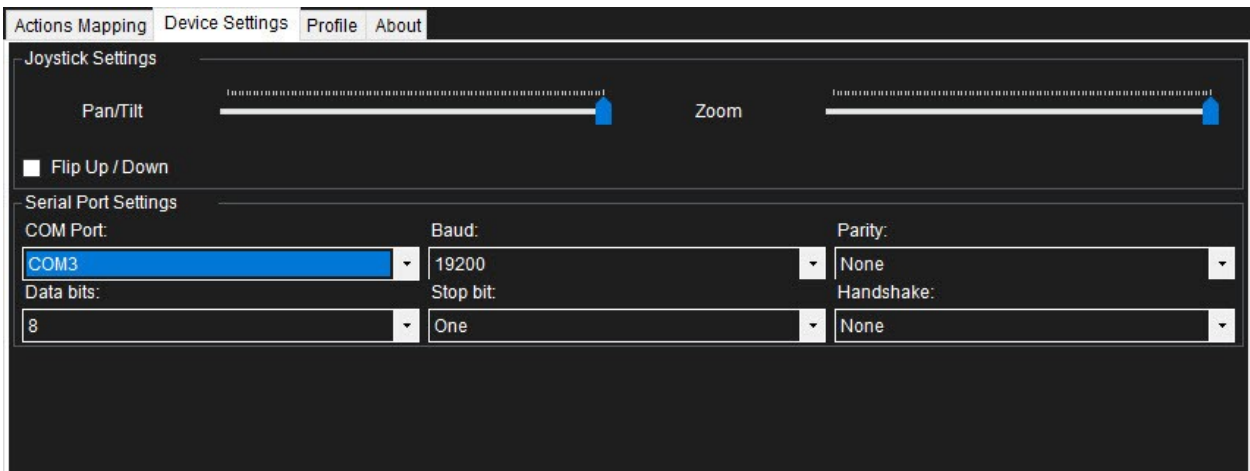 Actions Mapping Device Settings Profile About
Joystick Settings
Pan/Tilt Zoom
Flip Up / Down
Serial Port Settings
COM Port: Baud: Parity:
COM3 19200 None
Data bits: Stop bit: Handshake:
8 One None